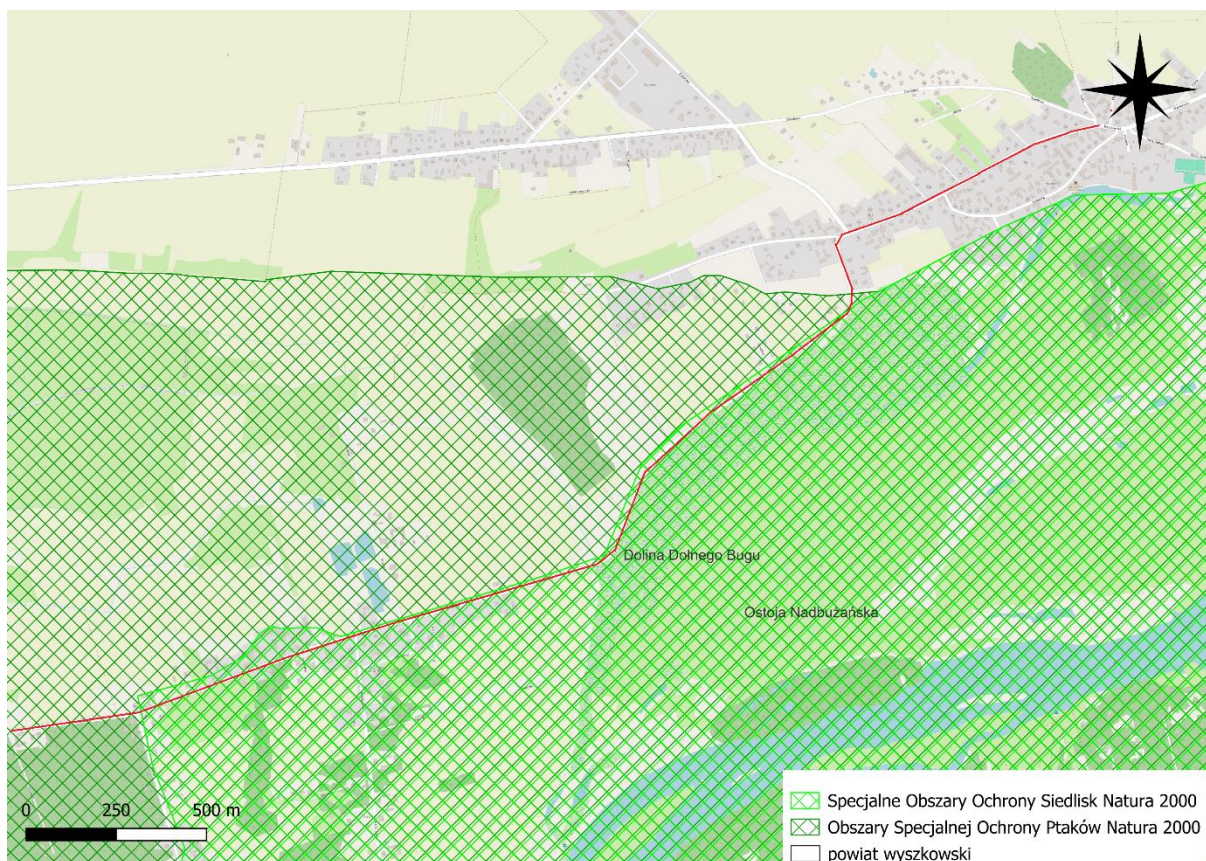 Dolina Dolnego Bugu
Ostoja Nadbużańska
0 250 500 m
Specjalne Obszary Ochrony Siedlisk Natura 2000
Obszary Specjalnej Ochrony Ptaków Natura 2000
powiat wyszkowski